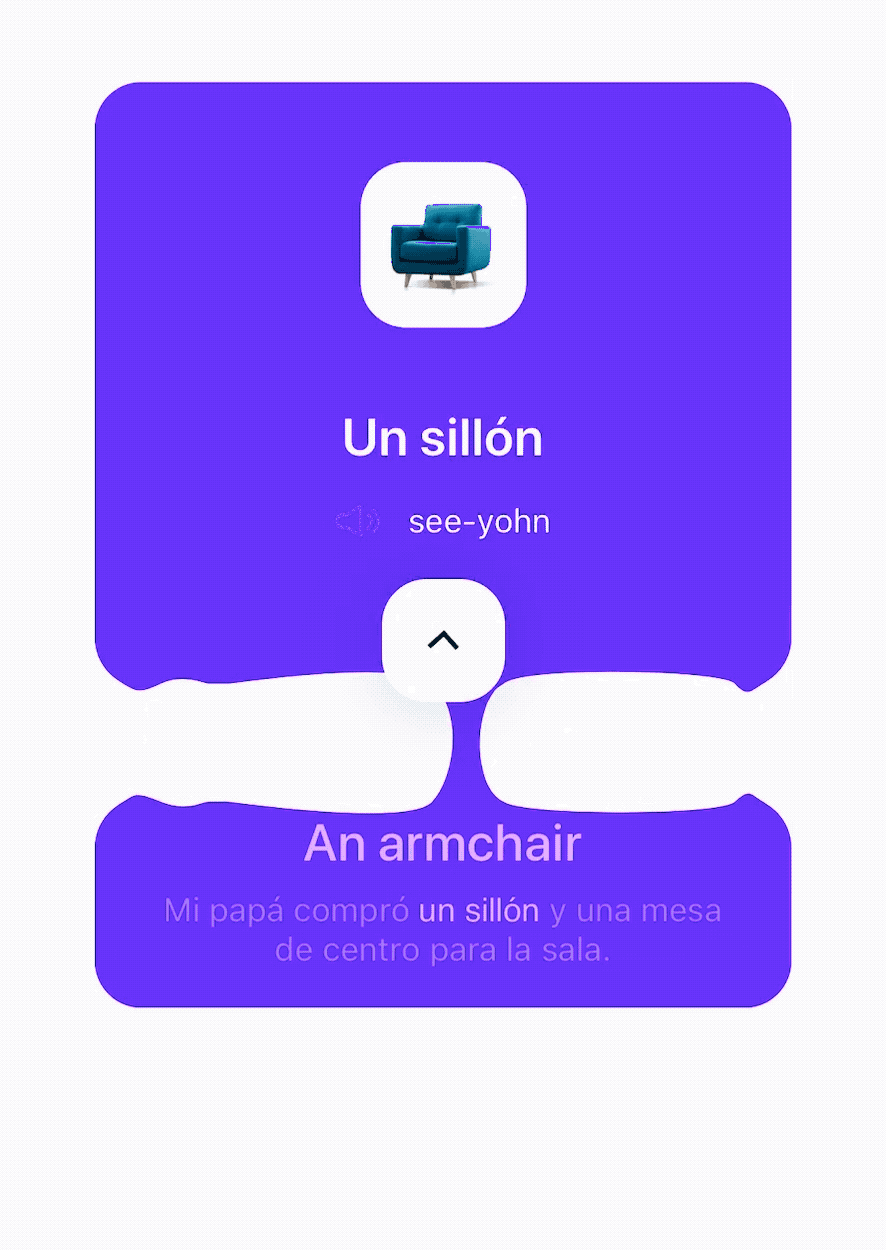 Un sillón
see-yohn
An armchair
Mi papá compró un sillón y una mesa
de centro para la sala.